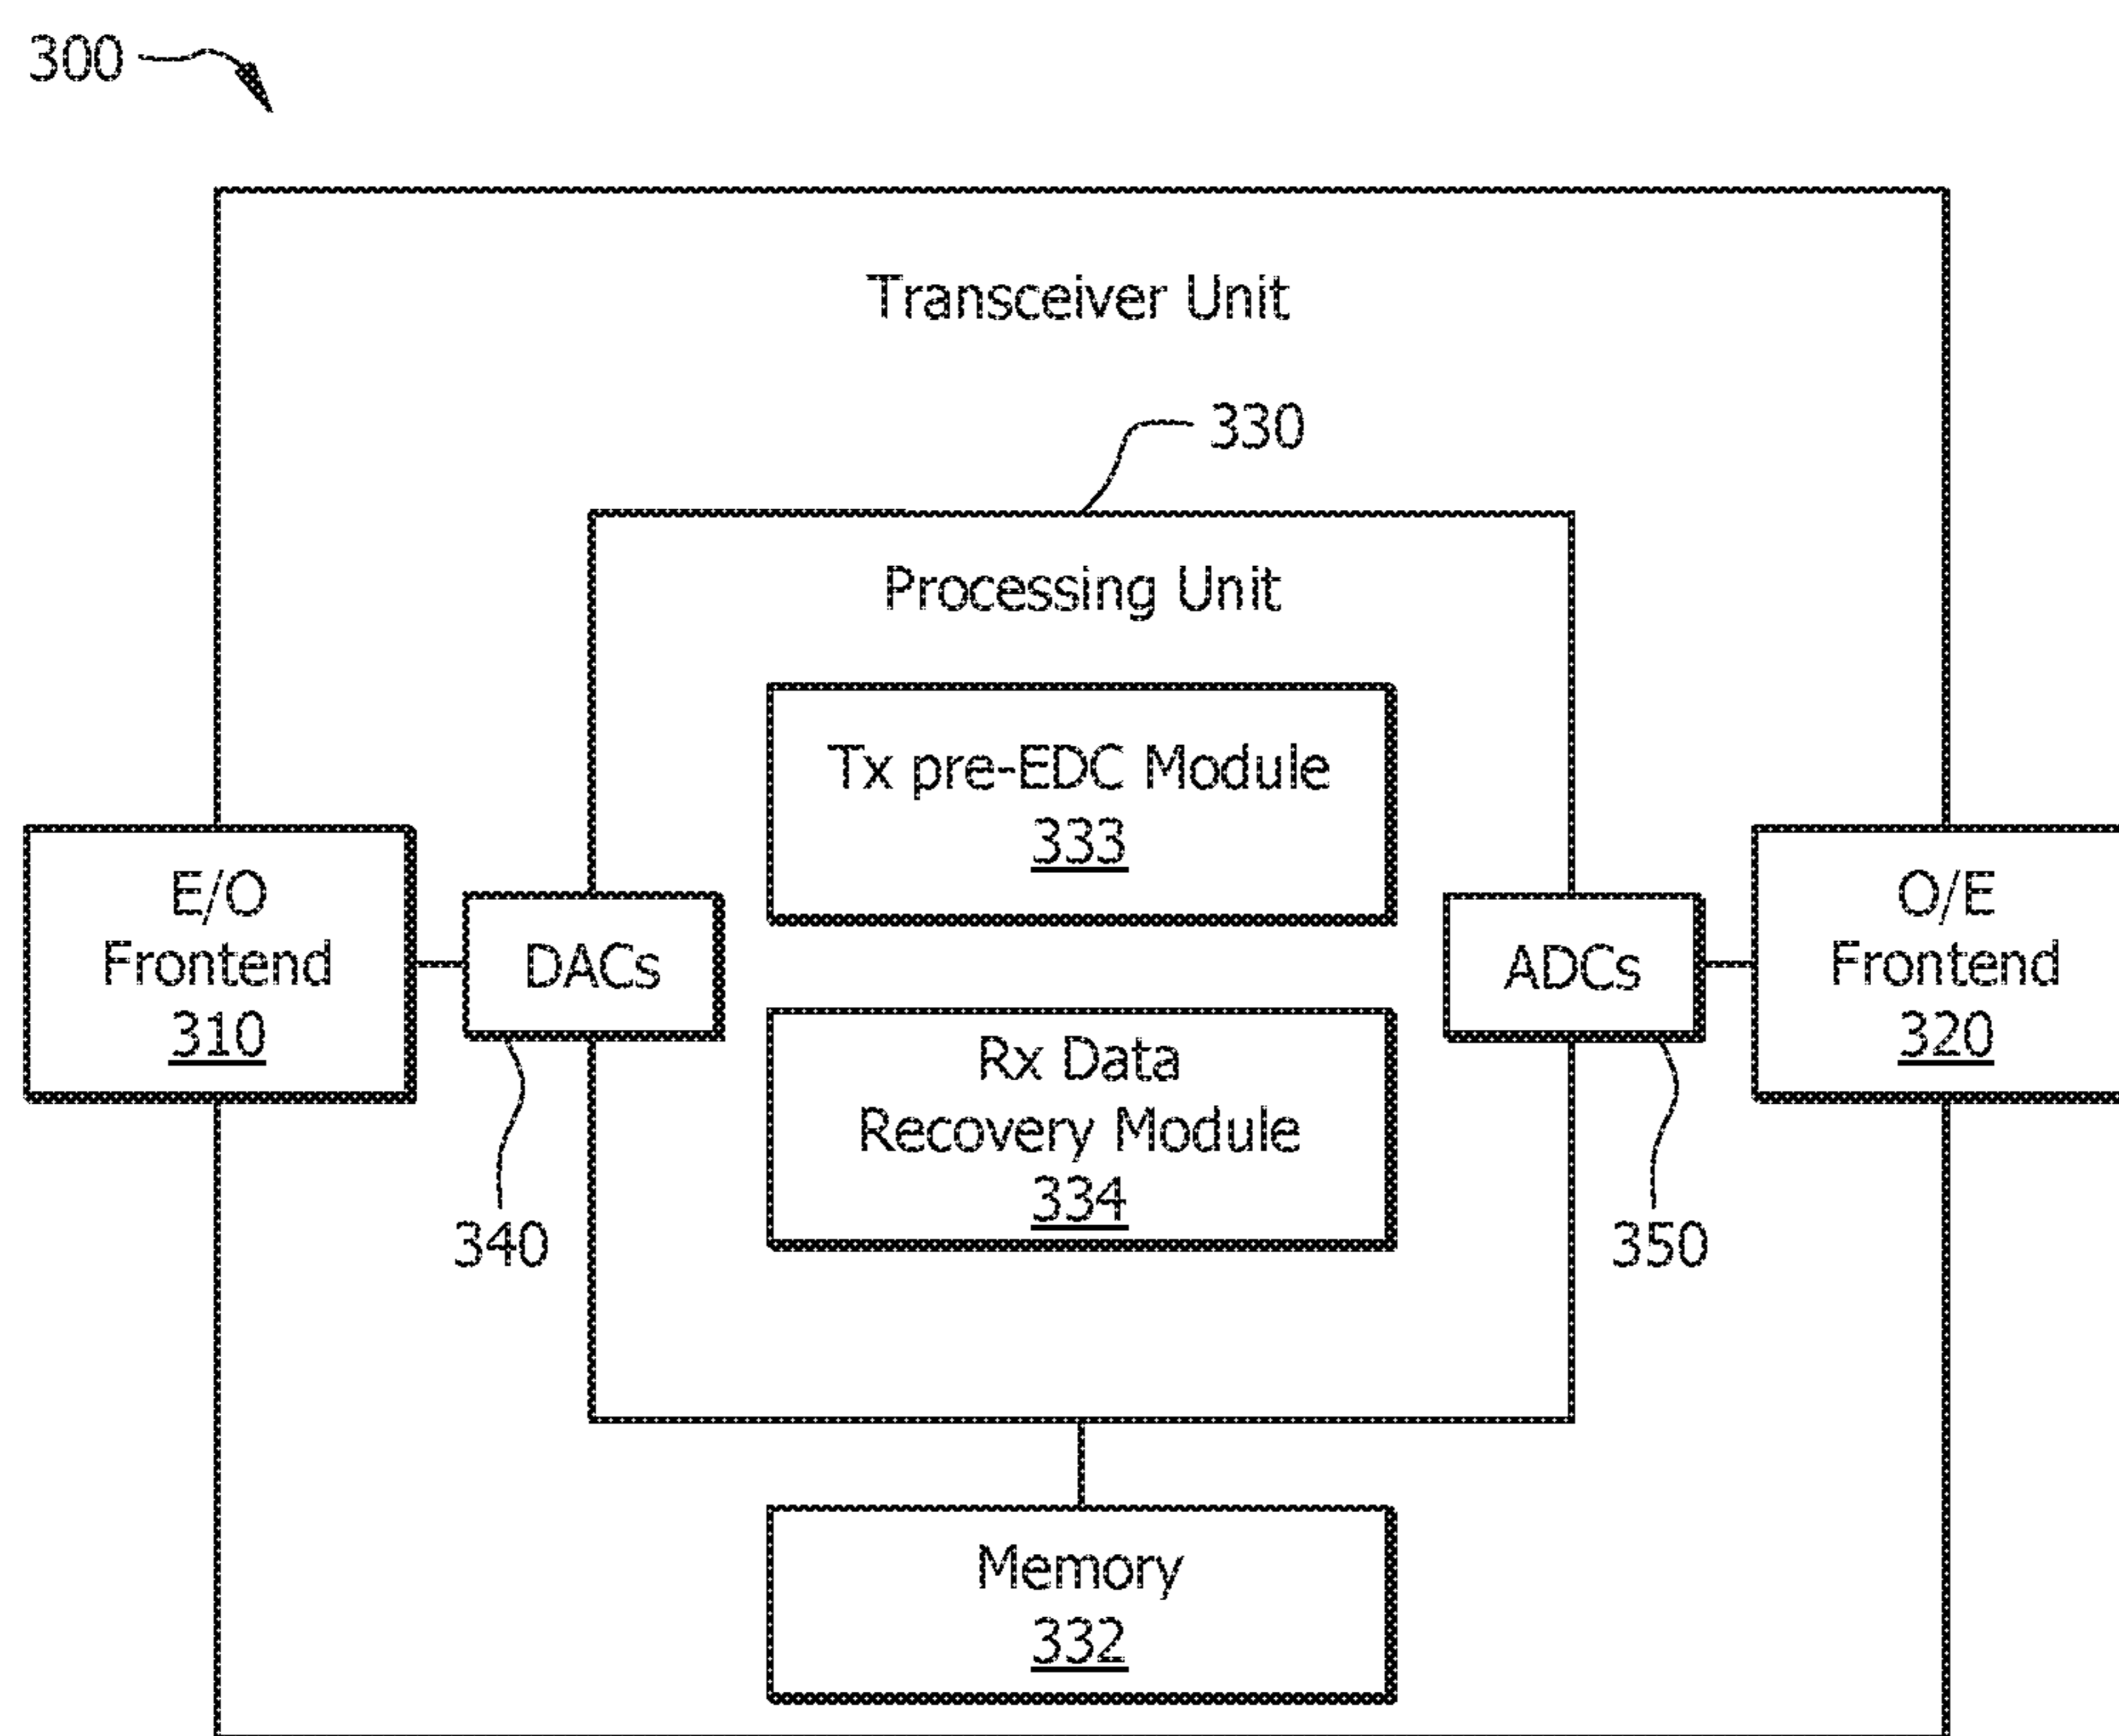 300
Transceiver Unit
330
Processing Unit
Tx pre-EDC Module
333
E/O
Frontend
310
DACs
340
Rx Data
Recovery Module
334
ADCs
350
O/E
Frontend
320
Memory
332